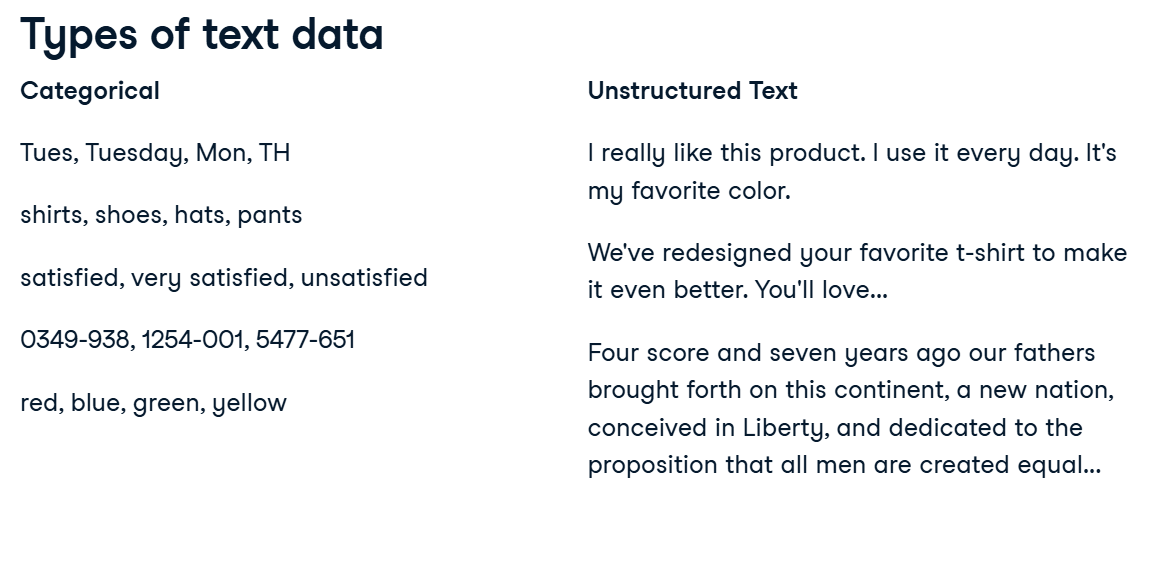 Types of text data
Categorical
Tues, Tuesday, Mon, TH
shirts, shoes, hats, pants
satisfied, very satisfied, unsatisfied
0349-938, 1254-001, 5477-651
red, blue, green, yellow
Unstructured Text
I really like this product. I use it every day. It's
my favorite color.
We've redesigned your favorite t-shirt to make
it even better. You'll love...
Four score and seven years ago our fathers
brought forth on this continent, a new nation,
conceived in Liberty, and dedicated to the
proposition that all men are created equal...